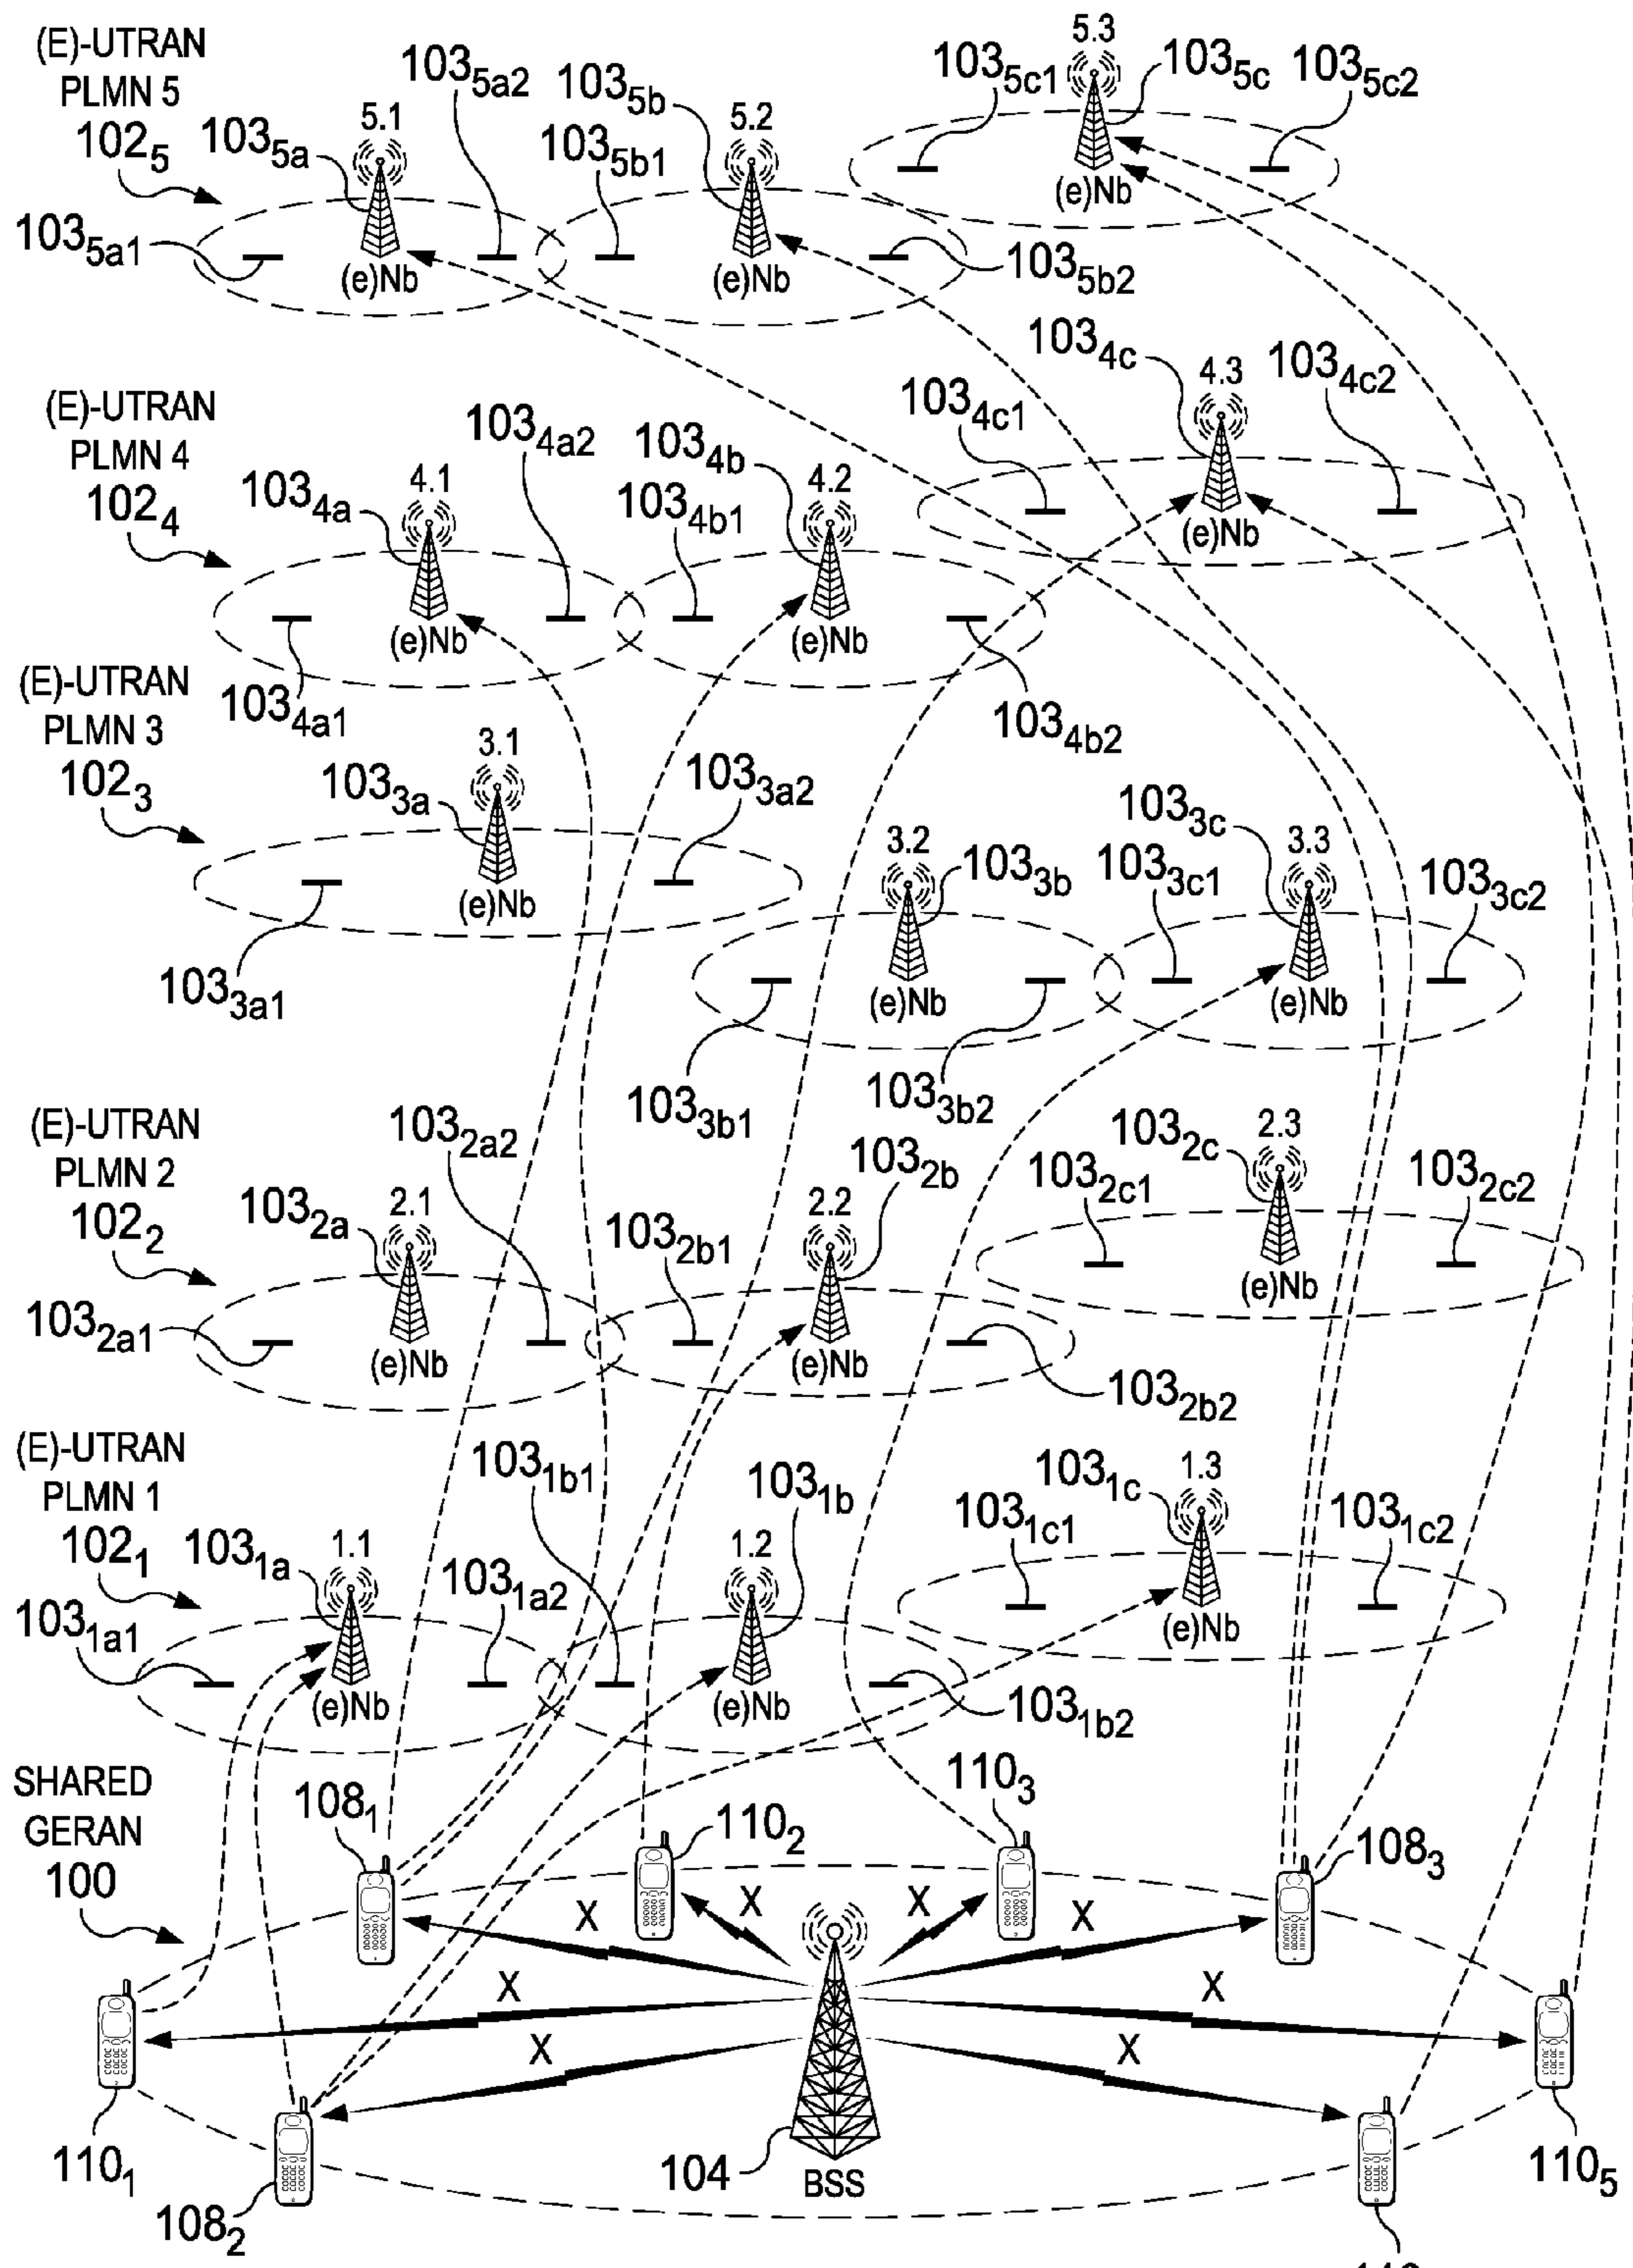 (E)-UTRAN
PLMN 5
102₅
103₅ₐ
5.1
103₅ₐ₂
103₅b
103₅b₁
5.2
103₅c₁
5.3
103₅c
103₅c₂
(e)Nb
103₅ₐ₁
(e)Nb
(e)Nb
103₅b₂
(E)-UTRAN
PLMN 4
102₄
103₄ₐ
4.1
103₄ₐ₂
103₄b
103₄b₁
4.2
103₄c₁
103₄c
4.3
103₄c₂
(e)Nb
(e)Nb
(e)Nb
103₄ₐ₁
103₄b₂
(E)-UTRAN
PLMN 3
102₃
103₃ₐ
3.1
103₃ₐ₂
(e)Nb
103₃ₐ₁
3.2
103₃b
103₃c₁
103₃c
3.3
103₃c₂
(e)Nb
(e)Nb
103₃b₁
103₃b₂
(E)-UTRAN
PLMN 2
102₂
103₂ₐ
2.1
103₂ₐ₂
103₂b₁
2.2
103₂b
103₂c₁
103₂c
2.3
103₂c₂
(e)Nb
103₂ₐ₁
(e)Nb
(e)Nb
103₂b₂
(E)-UTRAN
PLMN 1
102₁
103₁ₐ
1.1
103₁ₐ₂
103₁b₁
1.2
103₁b
103₁c₁
103₁c
1.3
103₁c₂
(e)Nb
103₁ₐ₁
(e)Nb
(e)Nb
103₁b₂
SHARED
GERAN
100
108₁
110₂
110₃
108₃
X
X
X
X
X
X
X
X
110₁
108₂
104
BSS
110₅